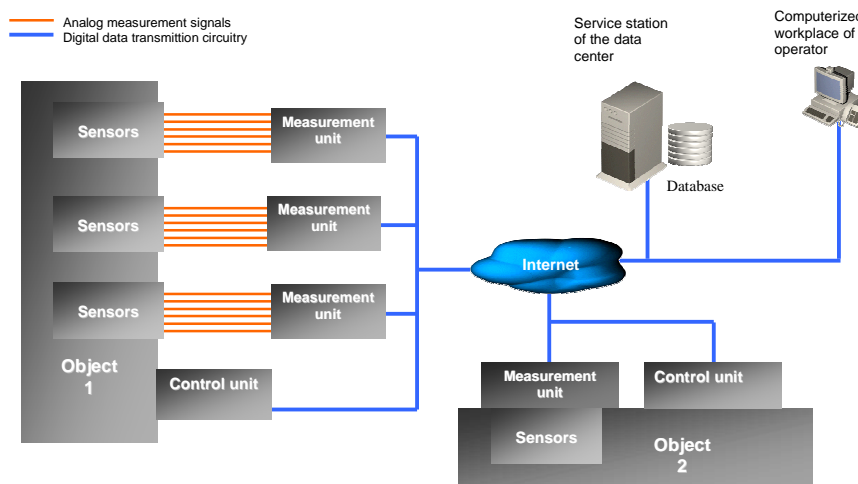 Analog measurement signals
Digital data transmittion circuitry
Service station
of the data
center
Computerized
workplace of
operator
Sensors
Measurement
unit
Database
Sensors
Measurement
unit
Internet
Sensors
Measurement
unit
Object
1
Control unit
Measurement
unit
Control unit
Sensors
Object
2